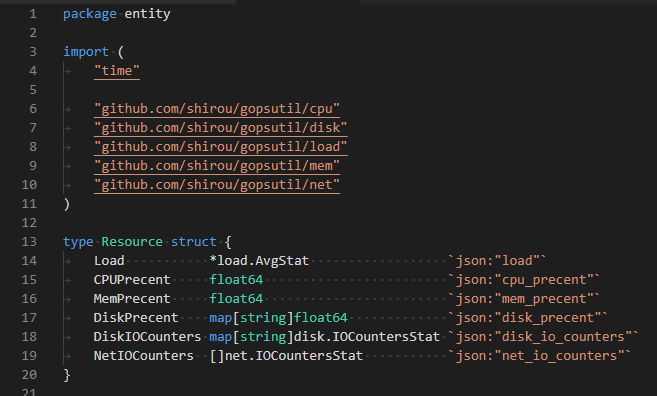 1 package entity
2
3 import (
4 "time"
5
6 "github.com/shirou/gopsutil/cpu"
7 "github.com/shirou/gopsutil/disk"
8 "github.com/shirou/gopsutil/load"
9 "github.com/shirou/gopsutil/mem"
10 "github.com/shirou/gopsutil/net"
11 )
12
13 type Resource struct {
14 Load *load.AvgStat `json:"load"`
15 CPUPrecent float64 `json:"cpu_precent"`
16 MemPrecent float64 `json:"mem_precent"`
17 DiskPrecent map[string]float64 `json:"disk_precent"`
18 DiskIOCounters map[string]disk.IOCountersStat `json:"disk_io_counters"`
19 NetIOCounters []net.IOCountersStat `json:"net_io_counters"`
20 }
21